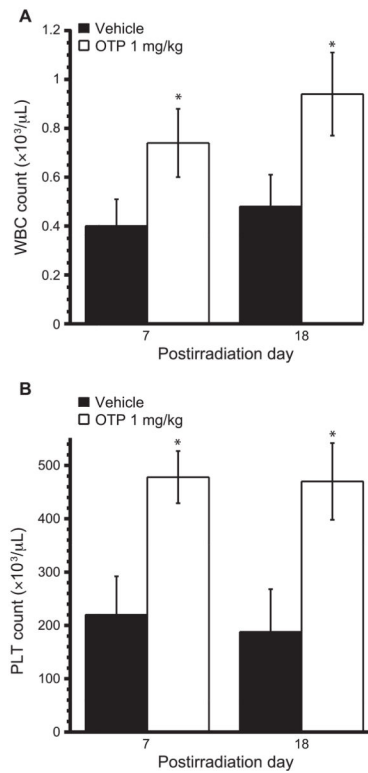 A
Vehicle
OTP 1 mg/kg
1.2
1
0.8
0.6
0.4
0.2
0
WBC count (×10³/µL)
*
*
7 18
Postirradiation day
B
Vehicle
OTP 1 mg/kg
500
400
300
200
100
0
PLT count (×10³/µL)
*
*
7 18
Postirradiation day